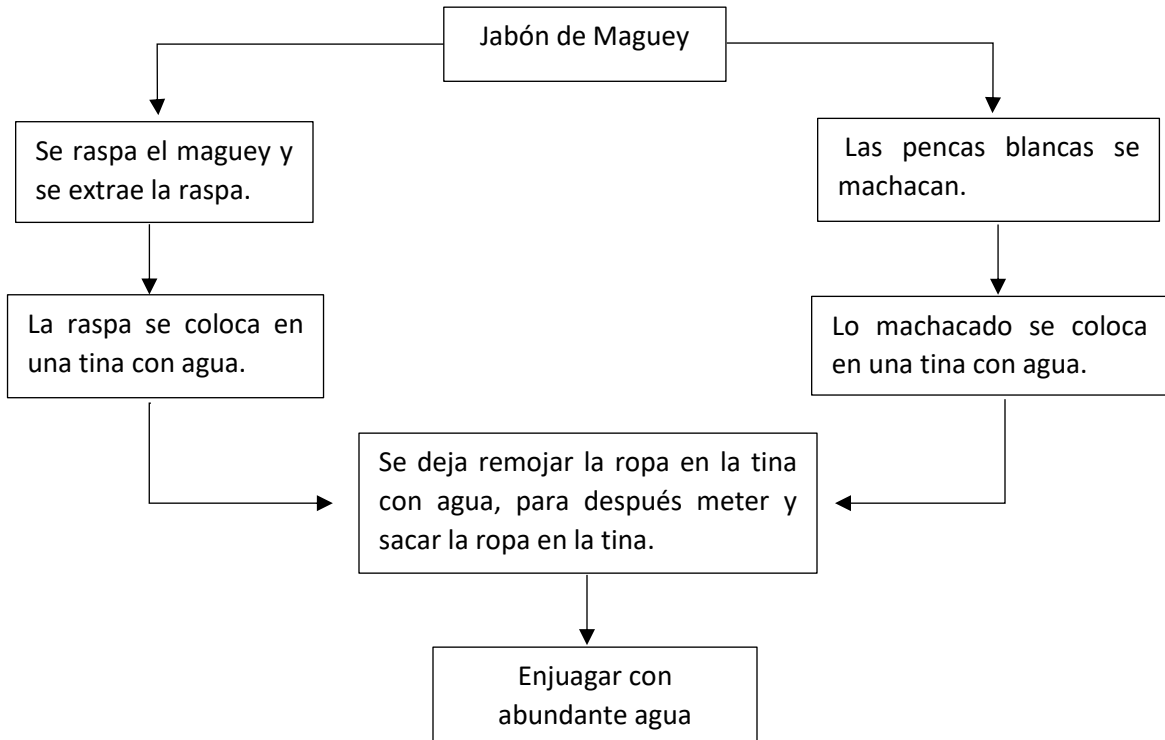 Jabón de Maguey
Se raspa el maguey y
se extrae la raspa.
Las pencas blancas se
machacan.
La raspa se coloca en
una tina con agua.
Lo machacado se coloca
en una tina con agua.
Se deja remojar la ropa en la tina
con agua, para después meter y
sacar la ropa en la tina.
Enjuagar con
abundante agua